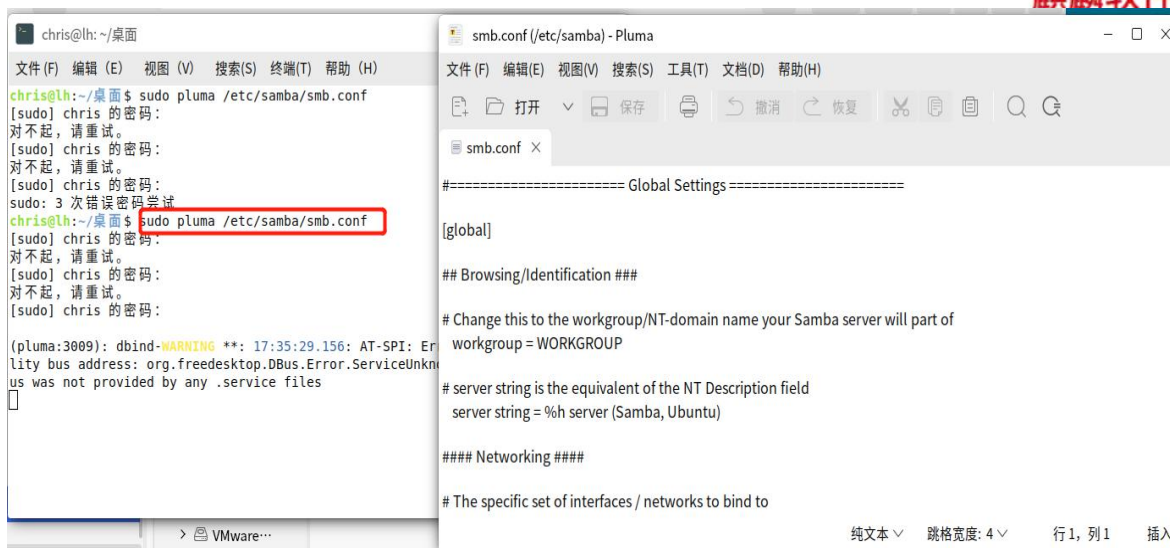 麒麟软件
chris@lh: ~/桌面
文件(F) 编辑(E) 视图(V) 搜索(S) 终端(T) 帮助(H)
chris@lh:~/桌面$ sudo pluma /etc/samba/smb.conf
[sudo] chris 的密码：
对不起，请重试。
[sudo] chris 的密码：
对不起，请重试。
[sudo] chris 的密码：
sudo: 3 次错误密码尝试
chris@lh:~/桌面$ sudo pluma /etc/samba/smb.conf
[sudo] chris 的密码：
对不起，请重试。
[sudo] chris 的密码：
对不起，请重试。
[sudo] chris 的密码：
(pluma:3009): dbind-WARNING **: 17:35:29.156: AT-SPI: Er
lity bus address: org.freedesktop.DBus.Error.ServiceUnkn
us was not provided by any .service files
VMware…
smb.conf (/etc/samba) - Pluma
文件(F) 编辑(E) 视图(V) 搜索(S) 工具(T) 文档(D) 帮助(H)
打开 保存 撤消 恢复
smb.conf
#======================= Global Settings =======================
[global]
## Browsing/Identification ###
# Change this to the workgroup/NT-domain name your Samba server will part of
workgroup = WORKGROUP
# server string is the equivalent of the NT Description field
server string = %h server (Samba, Ubuntu)
#### Networking ####
# The specific set of interfaces / networks to bind to
纯文本 跳格宽度: 4 行 1，列 1 插入